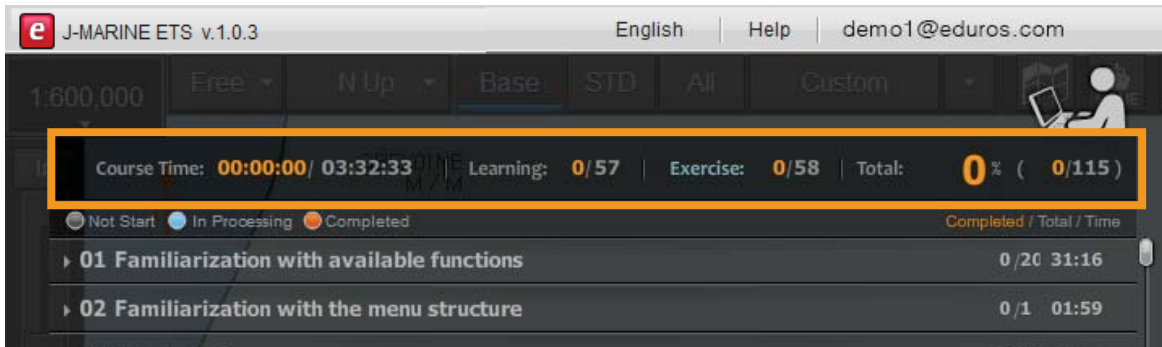 e J-MARINE ETS v.1.0.3 English Help demo1@eduros.com
1:600,000 Free N Up Base STD All Custom
Course Time: 00:00:00/ 03:32:33 | Learning: 0/57 | Exercise: 0/58 | Total: 0 % ( 0/115 )
Not Start In Processing Completed Completed / Total / Time
01 Familiarization with available functions 0/20 31:16
02 Familiarization with the menu structure 0/1 01:59